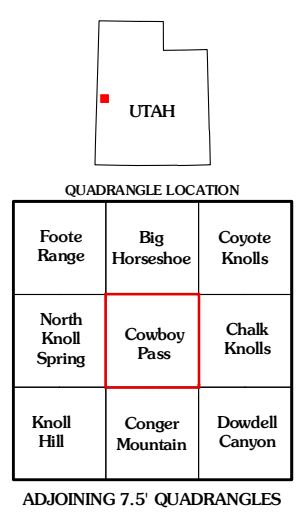 UTAH
QUADRANGLE LOCATION
Foote
Range
Big
Horseshoe
Coyote
Knolls
North
Knoll
Spring
Cowboy
Pass
Chalk
Knolls
Knoll
Hill
Conger
Mountain
Dowdell
Canyon
ADJOINING 7.5' QUADRANGLES